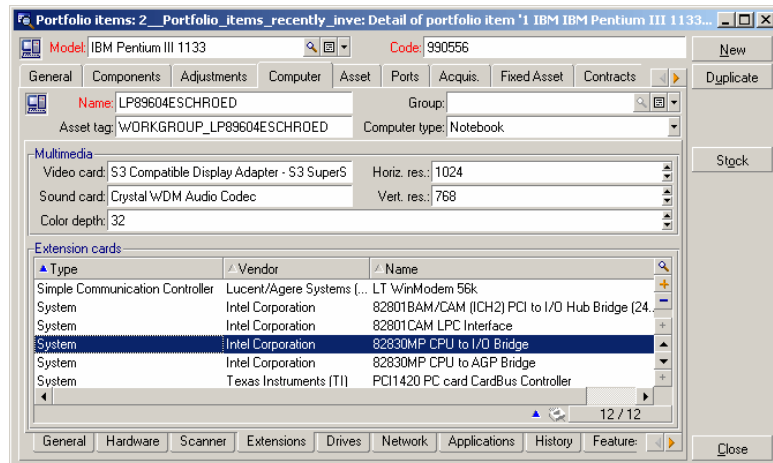 Portfolio items: 2__Portfolio_items_recently_inve: Detail of portfolio item '1 IBM IBM Pentium III 1133...
Model: IBM Pentium III 1133 Code: 990556 New
General Components Adjustments Computer Asset Ports Acquis. Fixed Asset Contracts Duplicate
Name: LP89604ESCHROED Group:
Asset tag: WORKGROUP_LP89604ESCHROED Computer type: Notebook
Multimedia Stock
Video card: S3 Compatible Display Adapter - S3 SuperS Horiz. res.: 1024
Sound card: Crystal WDM Audio Codec Vert. res.: 768
Color depth: 32
Extension cards
Type Vendor Name
Simple Communication Controller Lucent/Agere Systems (... LT WinModem 56k
System Intel Corporation 82801BAM/CAM (ICH2) PCI to I/O Hub Bridge (24...
System Intel Corporation 82801CAM LPC Interface
System Intel Corporation 82830MP CPU to I/O Bridge
System Intel Corporation 82830MP CPU to AGP Bridge
System Texas Instruments (TI) PCI1420 PC card CardBus Controller
12 / 12
General Hardware Scanner Extensions Drives Network Applications History Feature: Close